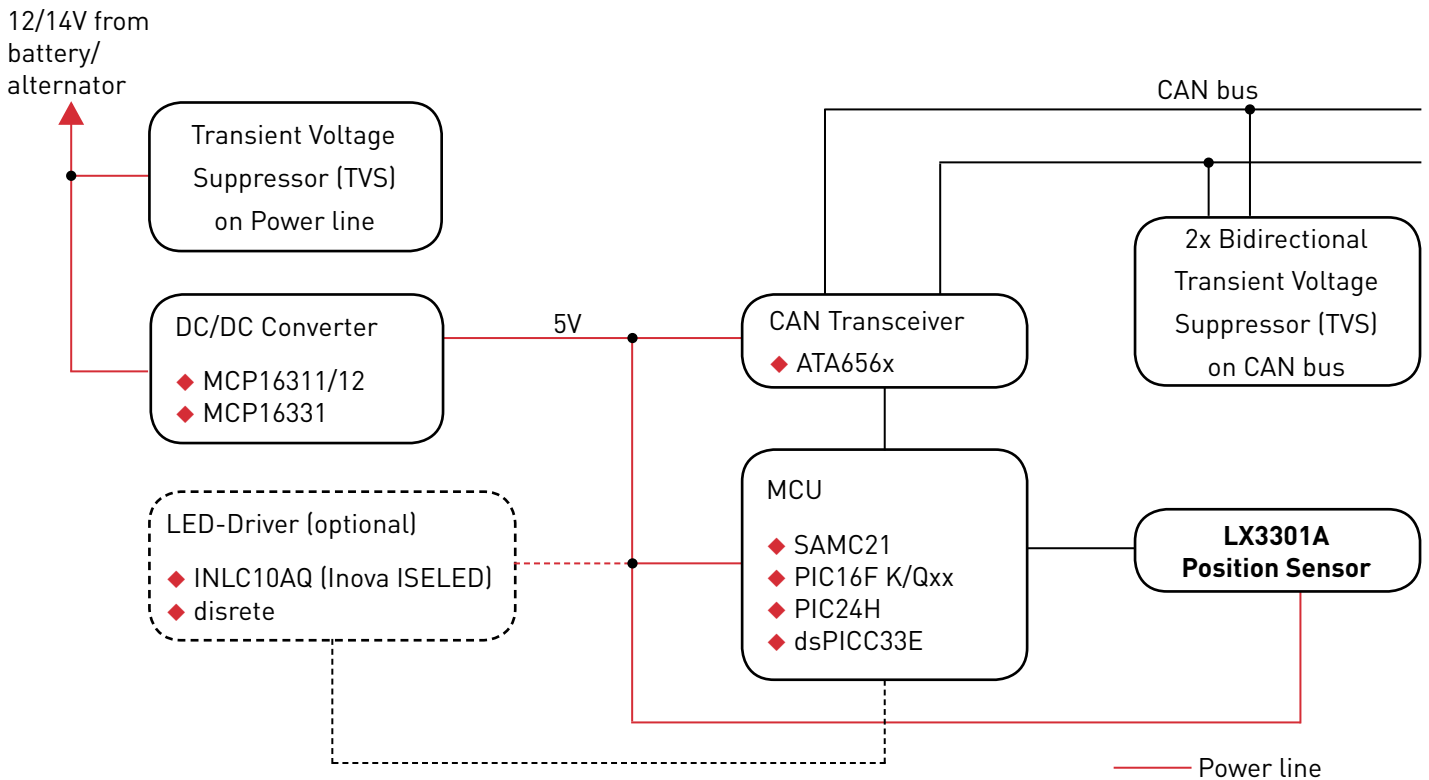 12/14V from
battery/
alternator
Transient Voltage
Suppressor (TVS)
on Power line
CAN bus
2x Bidirectional
Transient Voltage
Suppressor (TVS)
on CAN bus
DC/DC Converter
MCP16311/12
MCP16331
5V
CAN Transceiver
ATA656x
LED-Driver (optional)
INLC10AQ (Inova ISELED)
disrete
MCU
SAMC21
PIC16F K/Qxx
PIC24H
dsPICC33E
LX3301A
Position Sensor
Power line